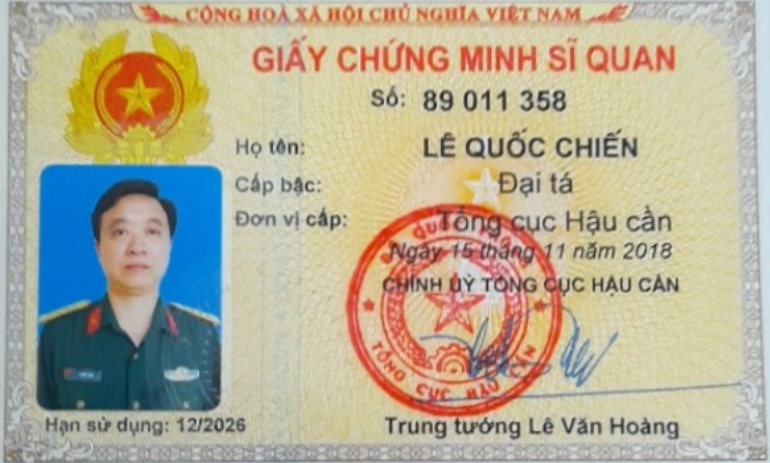 CỘNG HOÀ XÃ HỘI CHỦ NGHĨA VIỆT NAM
GIẤY CHỨNG MINH SĨ QUAN
Số: 89 011 358
Họ tên: LÊ QUỐC CHIẾN
Cấp bậc: Đại tá
Đơn vị cấp: Tổng cục Hậu cần
Ngày 15 tháng 11 năm 2018
CHÍNH UỶ TỔNG CỤC HẬU CẦN
TỔNG CỤC HẬU CẦN
Hạn sử dụng: 12/2026
Trung tướng Lê Văn Hoàng